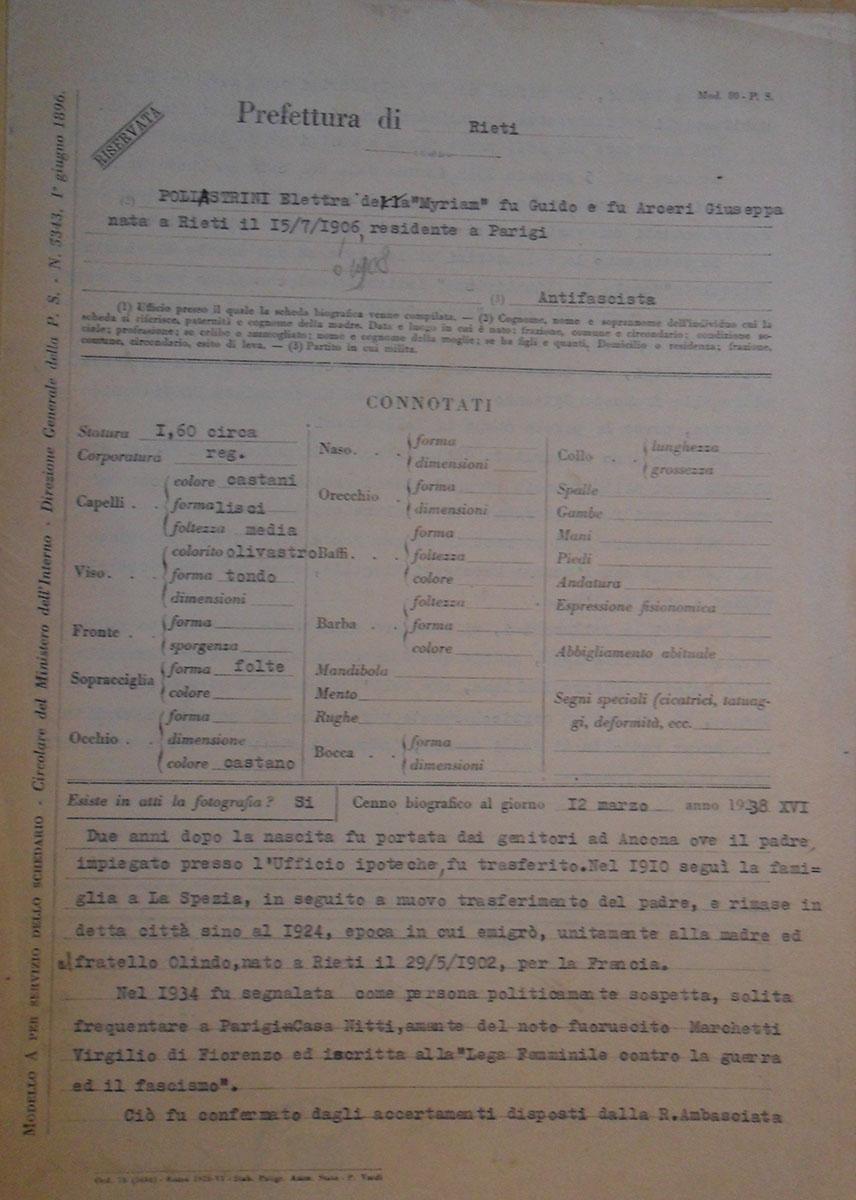 Mod. 80 - P. S.
RISERVATA
Prefettura di Rieti
(2) POLLASTRINI Elettra detta "Myriam" fu Guido e fu Arceri Giuseppa
nata a Rieti il 15/7/1906, residente a Parigi
o 1908
(3) Antifascista
(1) Ufficio presso il quale la scheda biografica venne compilata. — (2) Cognome, nome e soprannome dell'individuo cui la
scheda si riferisce, paternità e cognome della madre. Data e luogo in cui è nato; frazione, comune e circondario; condizione so-
ciale; professione; se celibe o ammogliato; nome e cognome della moglie; se ha figli e quanti. Domicilio o residenza; frazione,
comune, circondario, esito di leva. — (3) Partito in cui milita.
CONNOTATI
Statura I,60 circa
Corporatura reg.
Capelli . . colore castani
forma lisci
foltezza media
Viso. . . colorito olivastro
forma tondo
dimensioni
Fronte . forma
sporgenza
Sopracciglia forma folte
colore
Occhio . . forma
dimensione
colore castano
Naso. . . forma
dimensioni
Orecchio . forma
dimensioni
Baffi. . . forma
foltezza
colore
Barba . . foltezza
forma
colore
Mandibola
Mento
Rughe
Bocca . . forma
dimensioni
Collo . . lunghezza
grossezza
Spalle
Gambe
Mani
Piedi
Andatura
Espressione fisionomica
Abbigliamento abituale
Segni speciali (cicatrici, tatuag-
gi, deformità, ecc.
Esiste in atti la fotografia? Si
Cenno biografico al giorno I2 marzo anno 1938 XVI
Due anni dopo la nascita fu portata dai genitori ad Ancona ove il padre,
impiegato presso l'Ufficio ipoteche, fu trasferito. Nel I9I0 seguì la fami=
glia a La Spezia, in seguito a nuovo trasferimento del padre, e rimase in
detta città sino al I924, epoca in cui emigrò, unitamente alla madre ed
al fratello Olindo, nato a Rieti il 29/5/I902, per la Francia.
Nel I934 fu segnalata come persona politicamente sospetta, solita
frequentare a Parigi Casa Nitti, amante del noto fuoruscito Marchetti
Virgilio di Fiorenzo ed iscritta alla "Lega Femminile contro la guerra
ed il fascismo".
Ciò fu confermato dagli accertamenti disposti dalla R. Ambasciata
MODELLO A PER SERVIZIO DELLO SCHEDARIO - Circolare del Ministero dell'Interno - Direzione Generale della P. S. - N. 5343, 1° giugno 1896.